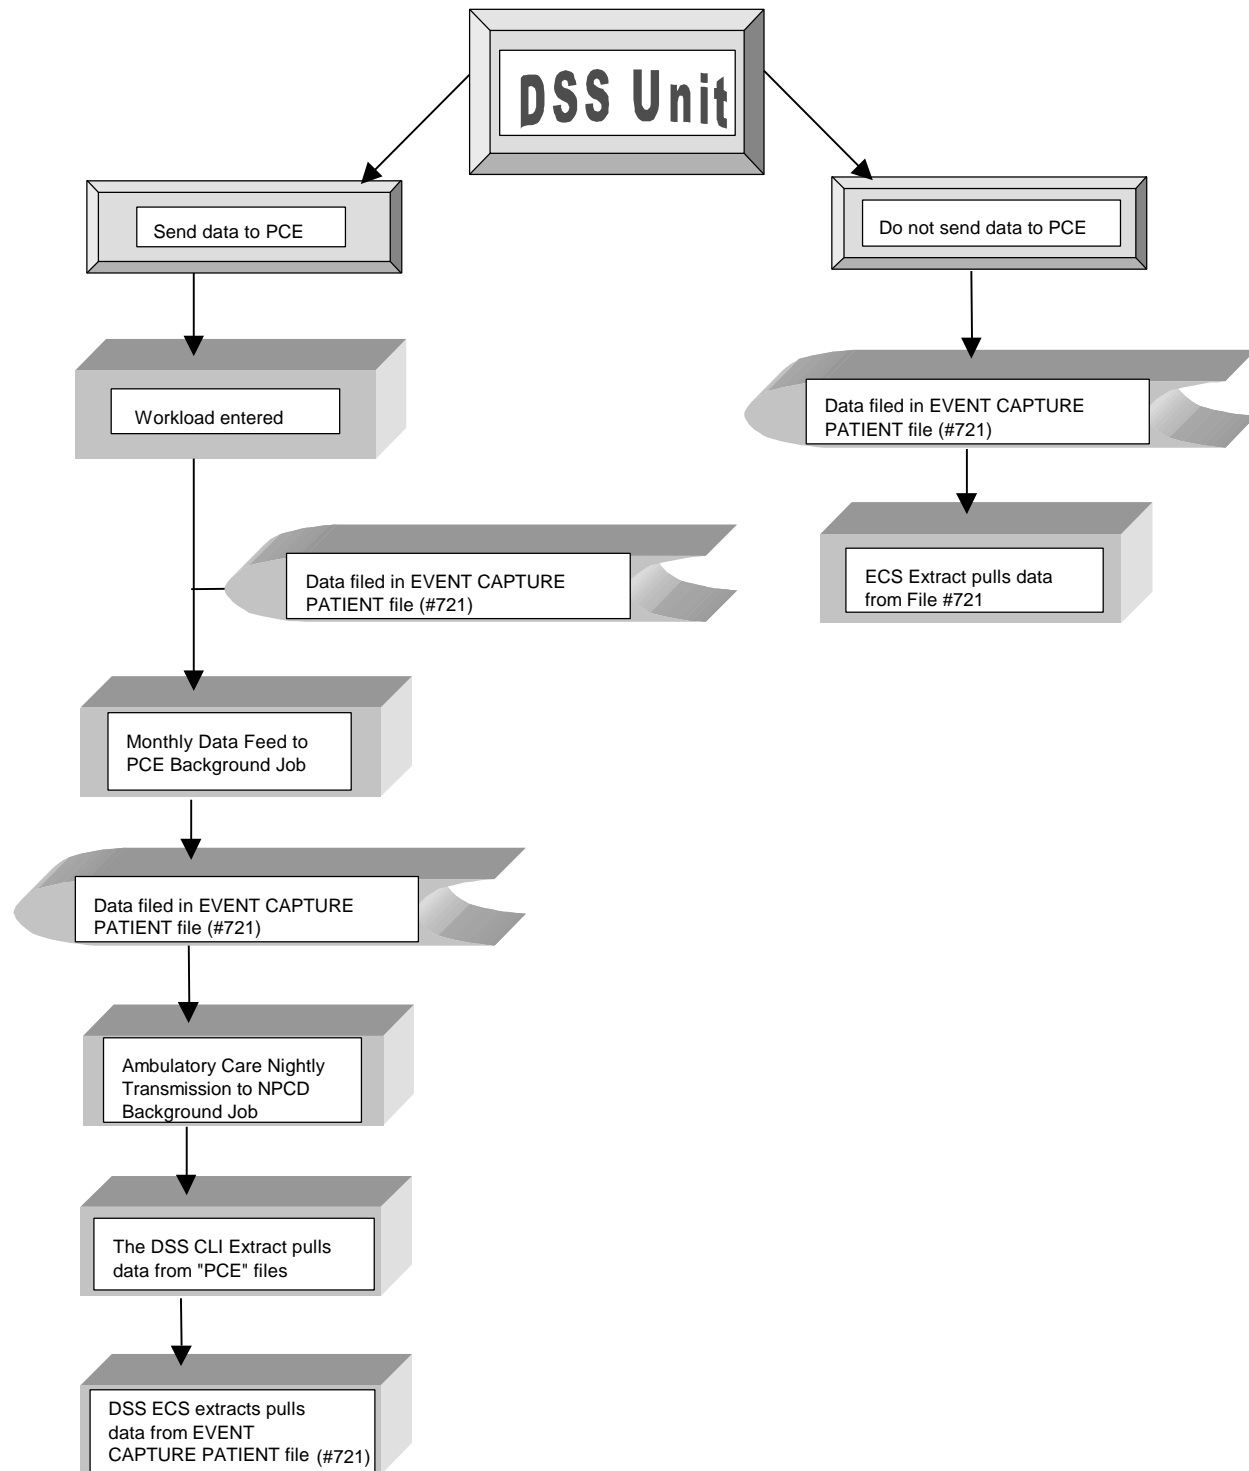 DSS Unit
Send data to PCE
Do not send data to PCE
Workload entered
Data filed in EVENT CAPTURE
PATIENT file (#721)
Data filed in EVENT CAPTURE
PATIENT file (#721)
ECS Extract pulls data
from File #721
Monthly Data Feed to
PCE Background Job
Data filed in EVENT CAPTURE
PATIENT file (#721)
Ambulatory Care Nightly
Transmission to NPCD
Background Job
The DSS CLI Extract pulls
data from "PCE" files
DSS ECS extracts pulls
data from EVENT
CAPTURE PATIENT file (#721)